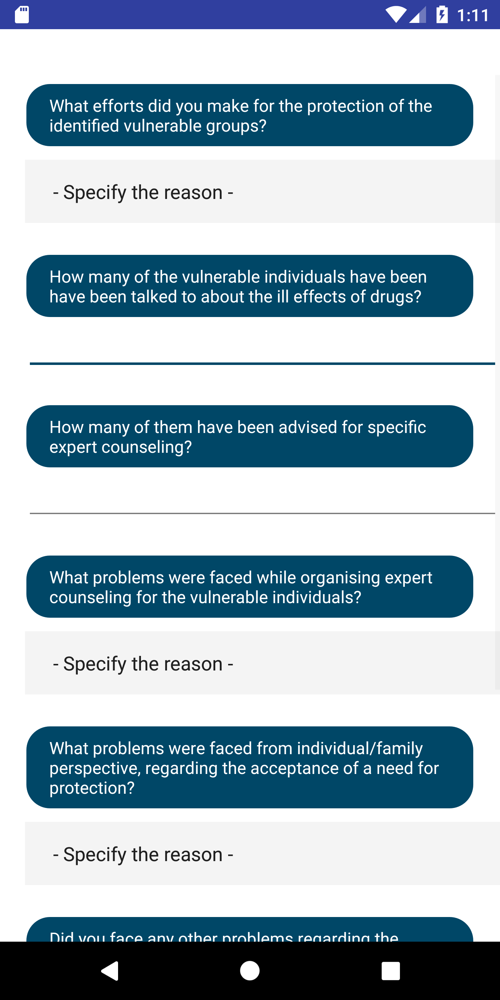 1:11
What efforts did you make for the protection of the
identified vulnerable groups?
- Specify the reason -
How many of the vulnerable individuals have been
have been talked to about the ill effects of drugs?
How many of them have been advised for specific
expert counseling?
- Specify the reason -
What problems were faced while organising expert
counseling for the vulnerable individuals?
- Specify the reason -
What problems were faced from individual/family
perspective, regarding the acceptance of a need for
protection?
- Specify the reason -
Did you face any other problems regarding the